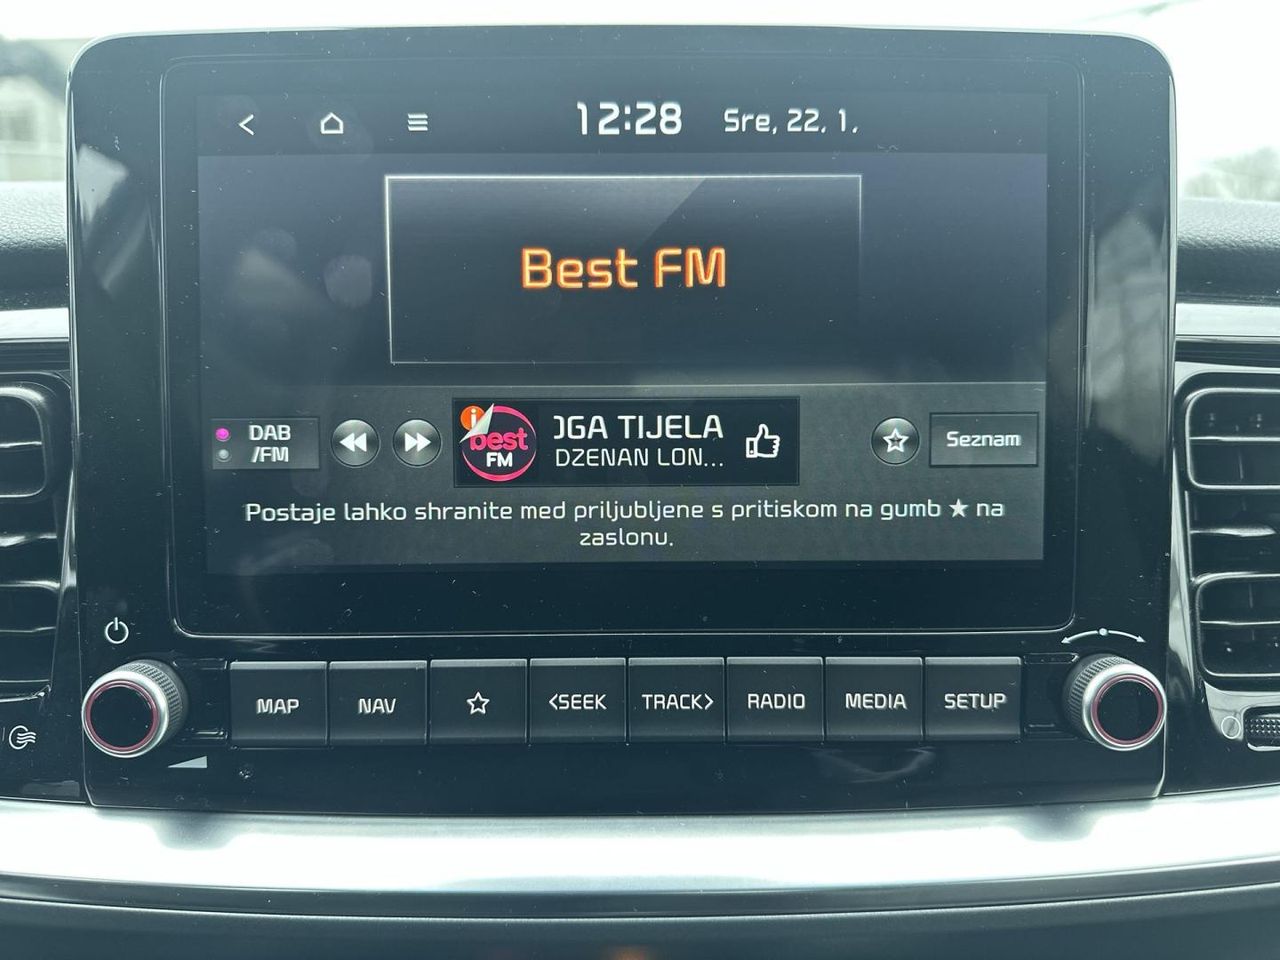 12:28 Sre, 22. 1.
Best FM
DAB
/FM
i
best
FM
OGA TIJELA
DZENAN LON...
Seznam
Postaje lahko shranite med priljubljene s pritiskom na gumb ★ na
zaslonu.
MAP NAV <SEEK TRACK> RADIO MEDIA SETUP